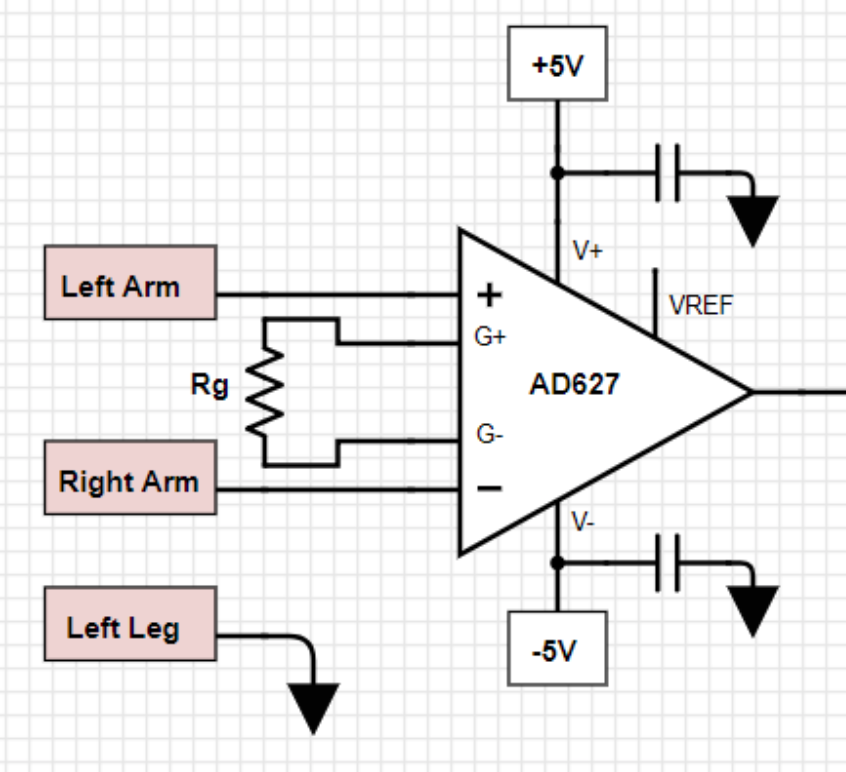 +5V
V+
Left Arm
+
VREF
G+
Rg
AD627
G-
Right Arm
-
V-
Left Leg
-5V